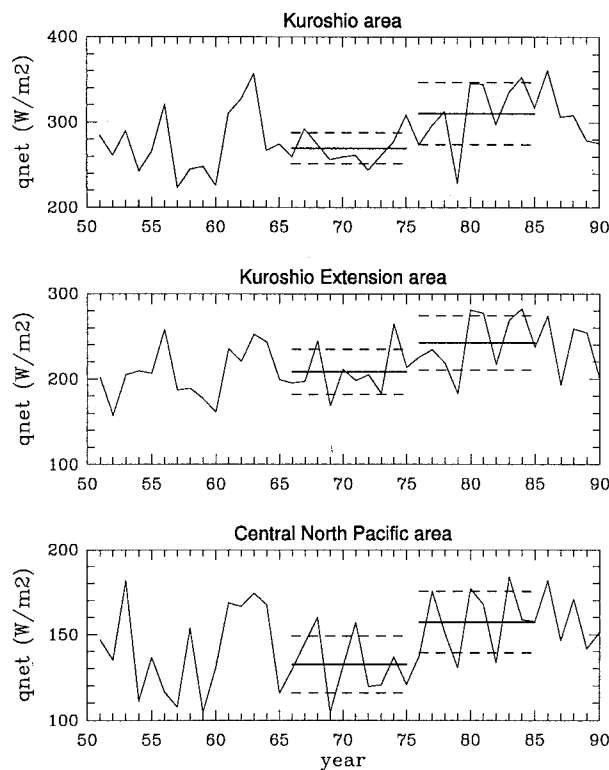 Kuroshio area
400
300
200
qnet (W/m2)
50 55 60 65 70 75 80 85 90
Kuroshio Extension area
300
200
100
qnet (W/m2)
50 55 60 65 70 75 80 85 90
Central North Pacific area
200
150
100
qnet (W/m2)
50 55 60 65 70 75 80 85 90
year